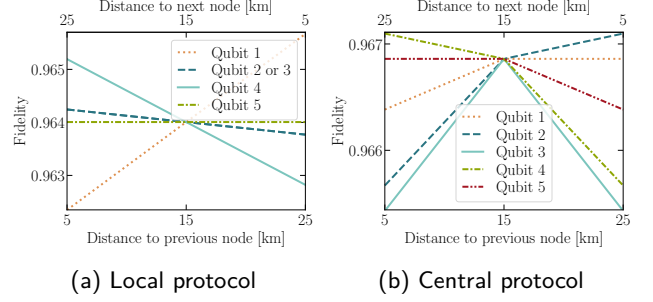 Distance to next node [km]
25 15 5
0.965
0.964
0.963
Fidelity
Qubit 1
Qubit 2 or 3
Qubit 4
Qubit 5
5 15 25
Distance to previous node [km]
(a) Local protocol
Distance to next node [km]
25 15 5
0.967
0.966
Fidelity
Qubit 1
Qubit 2
Qubit 3
Qubit 4
Qubit 5
5 15 25
Distance to previous node [km]
(b) Central protocol